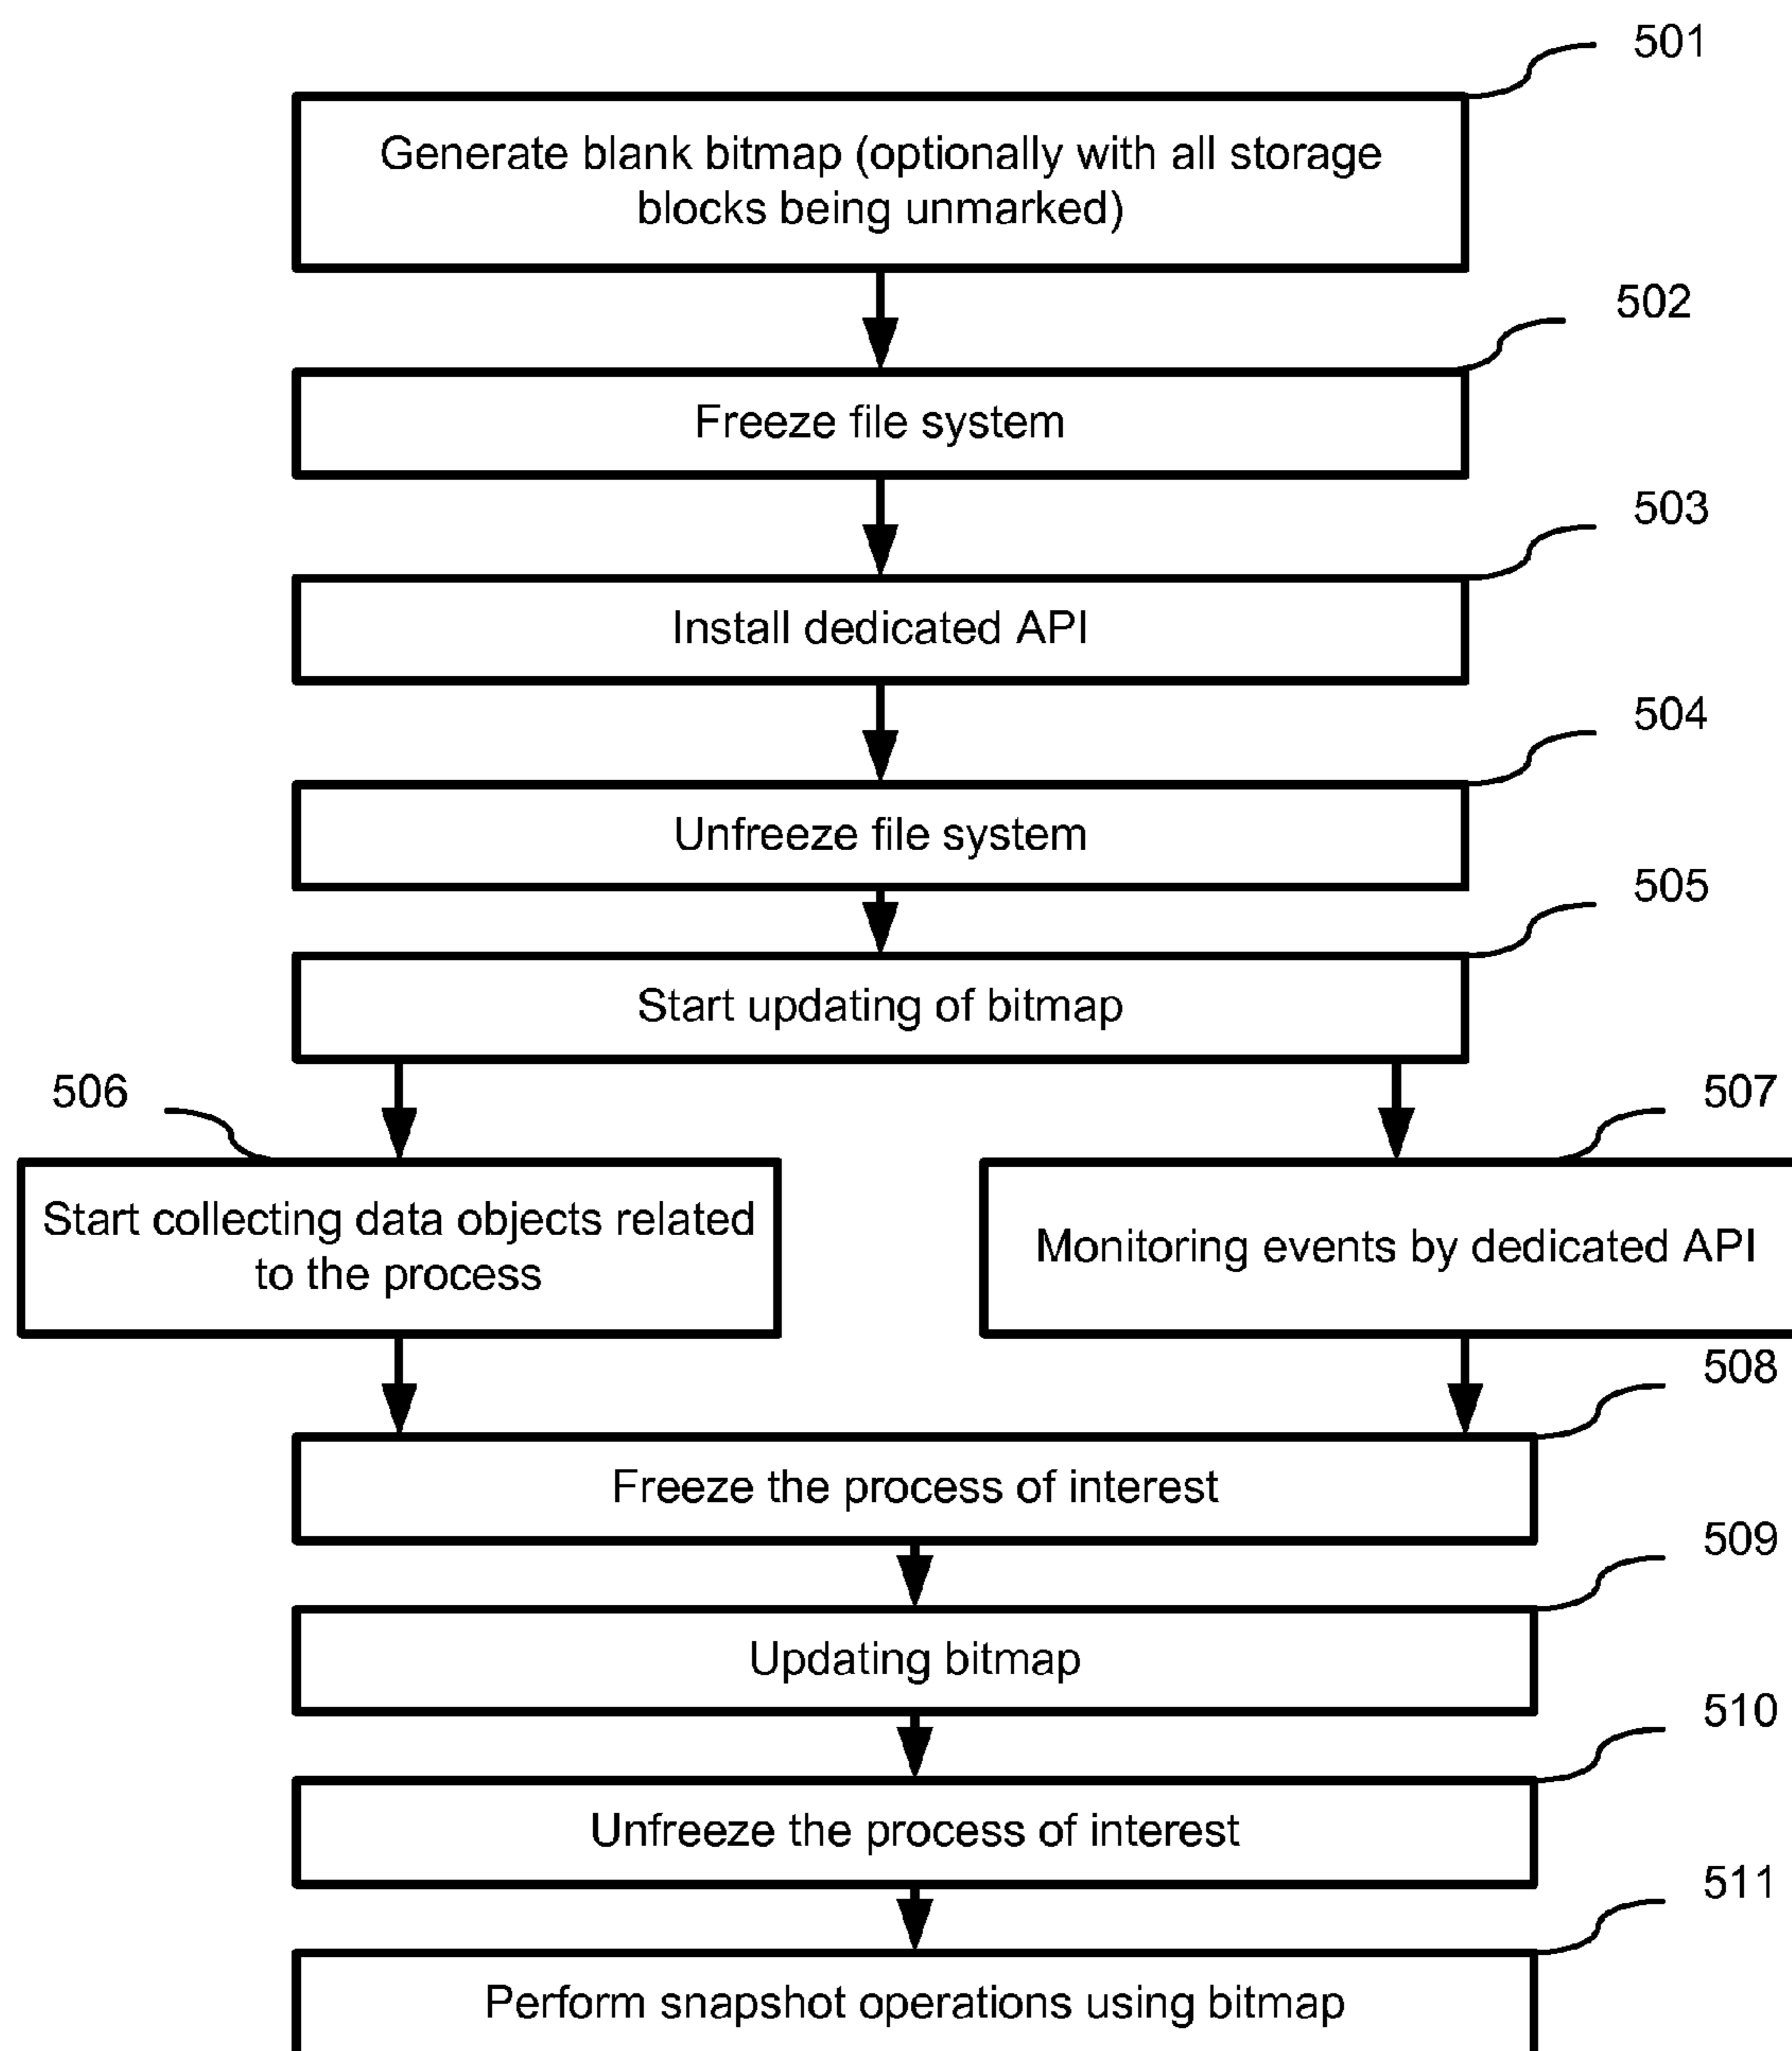 501
Generate blank bitmap (optionally with all storage
blocks being unmarked)
502
Freeze file system
503
Install dedicated API
504
Unfreeze file system
505
Start updating of bitmap
506
507
Start collecting data objects related
to the process
Monitoring events by dedicated API
508
Freeze the process of interest
509
Updating bitmap
510
Unfreeze the process of interest
511
Perform snapshot operations using bitmap